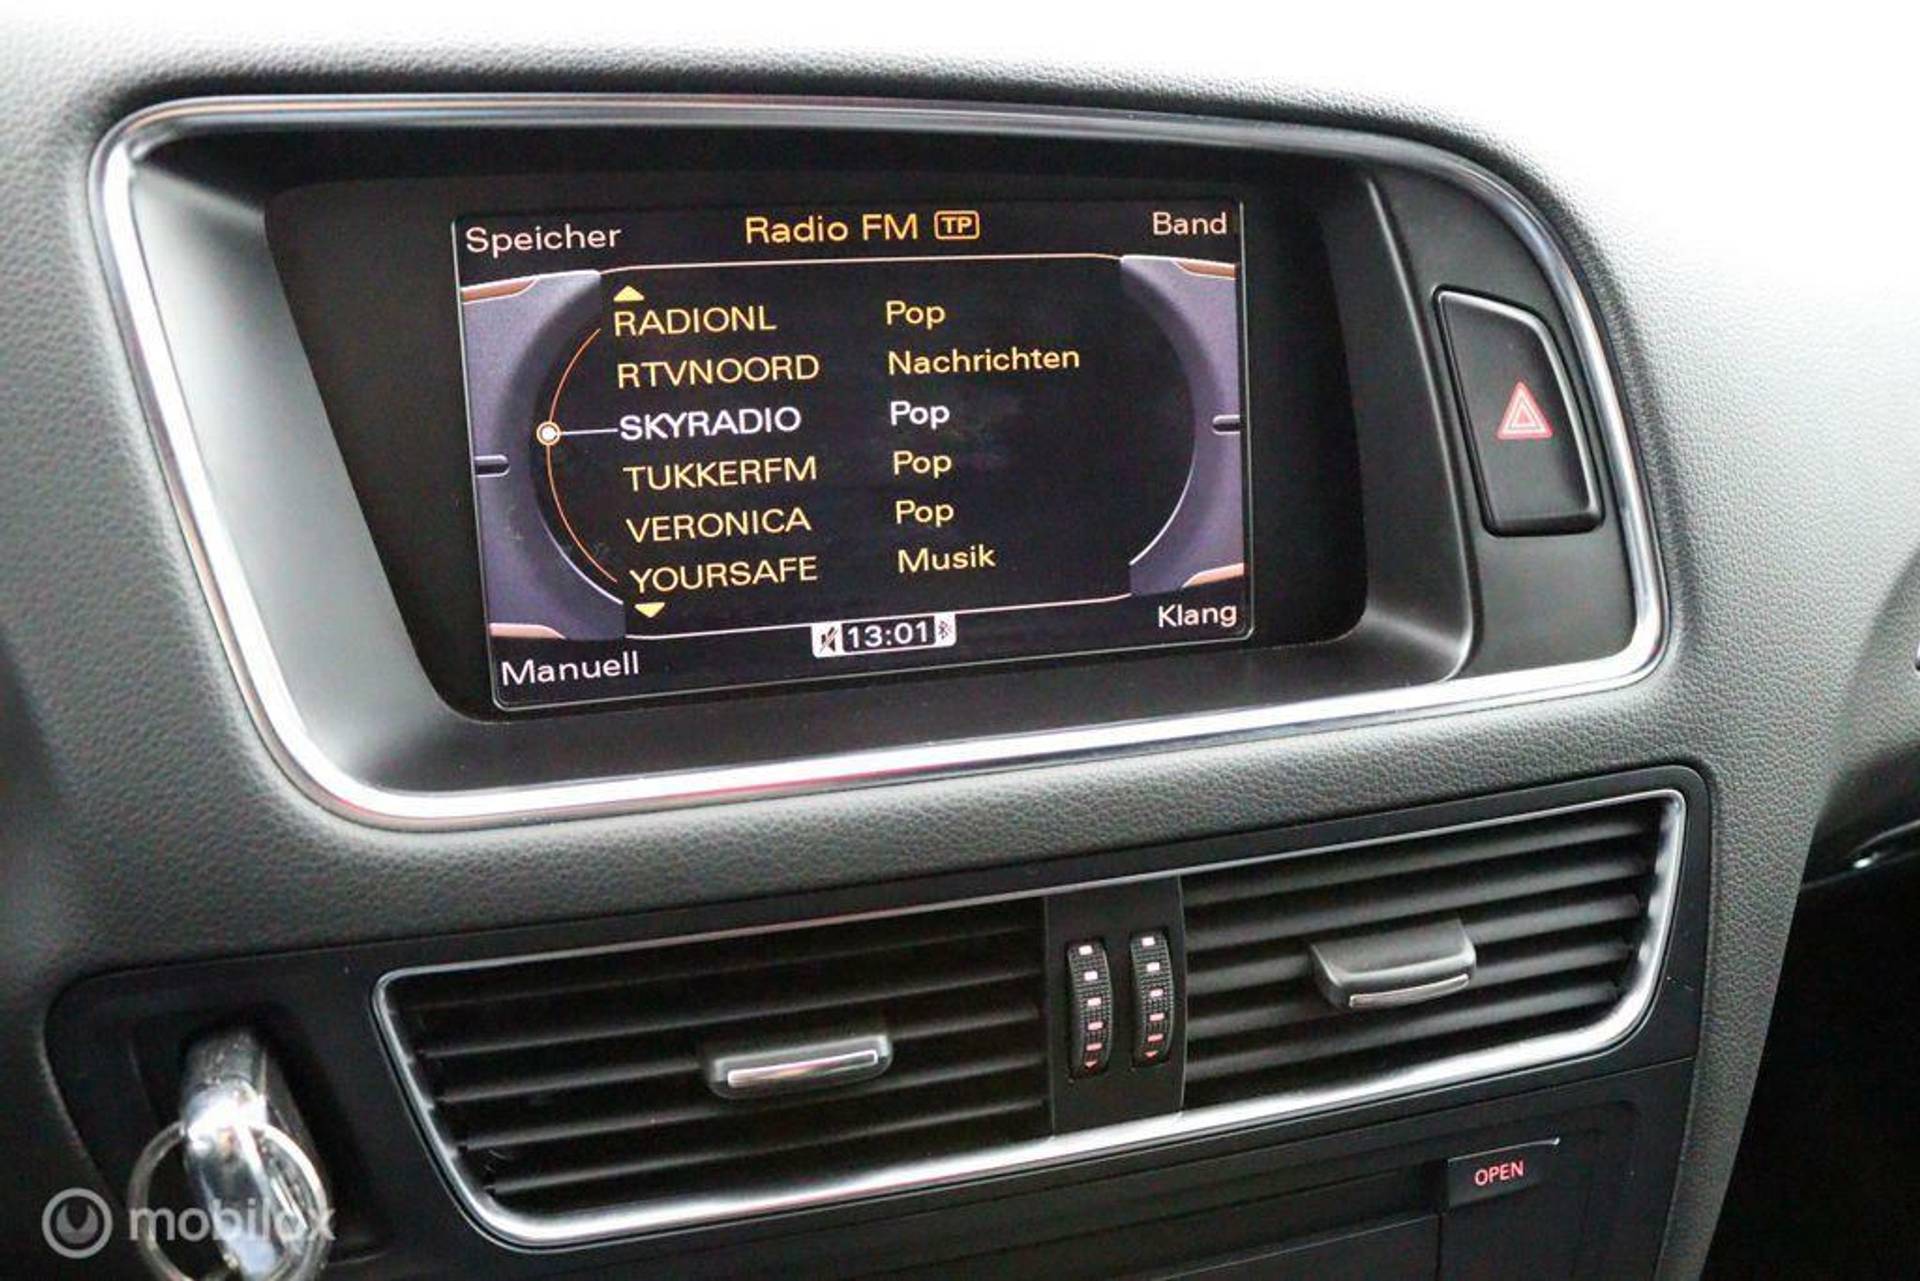 Speicher Radio FM TP Band
RADIONL Pop
RTVNOORD Nachrichten
SKYRADIO Pop
TUKKERFM Pop
VERONICA Pop
YOURSAFE Musik
Manuell 13:01 Klang
OPEN
mobilox